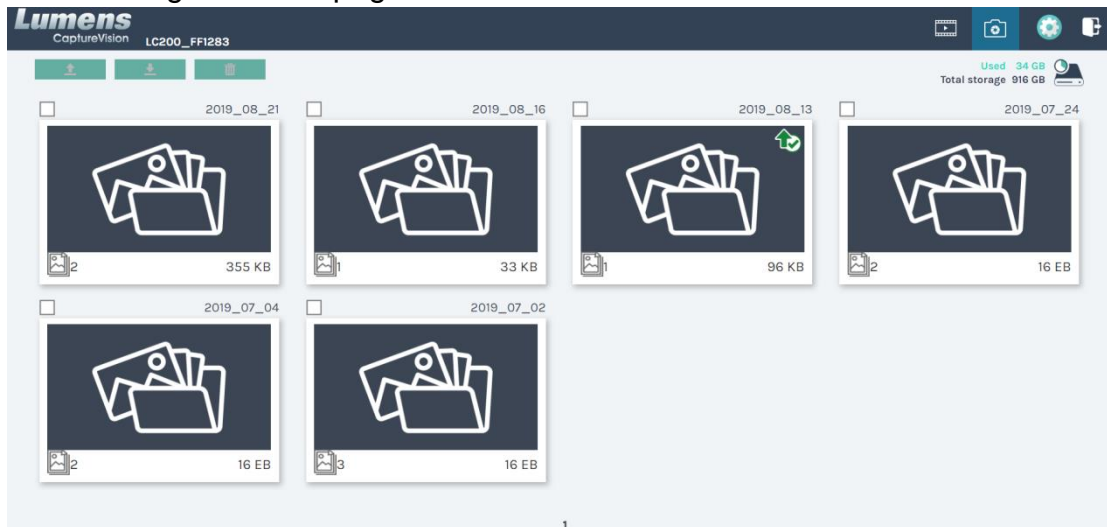 Lumens
CaptureVision LC200_FF1283
Used 34 GB
Total storage 916 GB
2019_08_21 2019_08_16 2019_08_13 2019_07_24
2 355 KB 1 33 KB 1 96 KB 2 16 EB
2019_07_04 2019_07_02
2 16 EB 3 16 EB
1